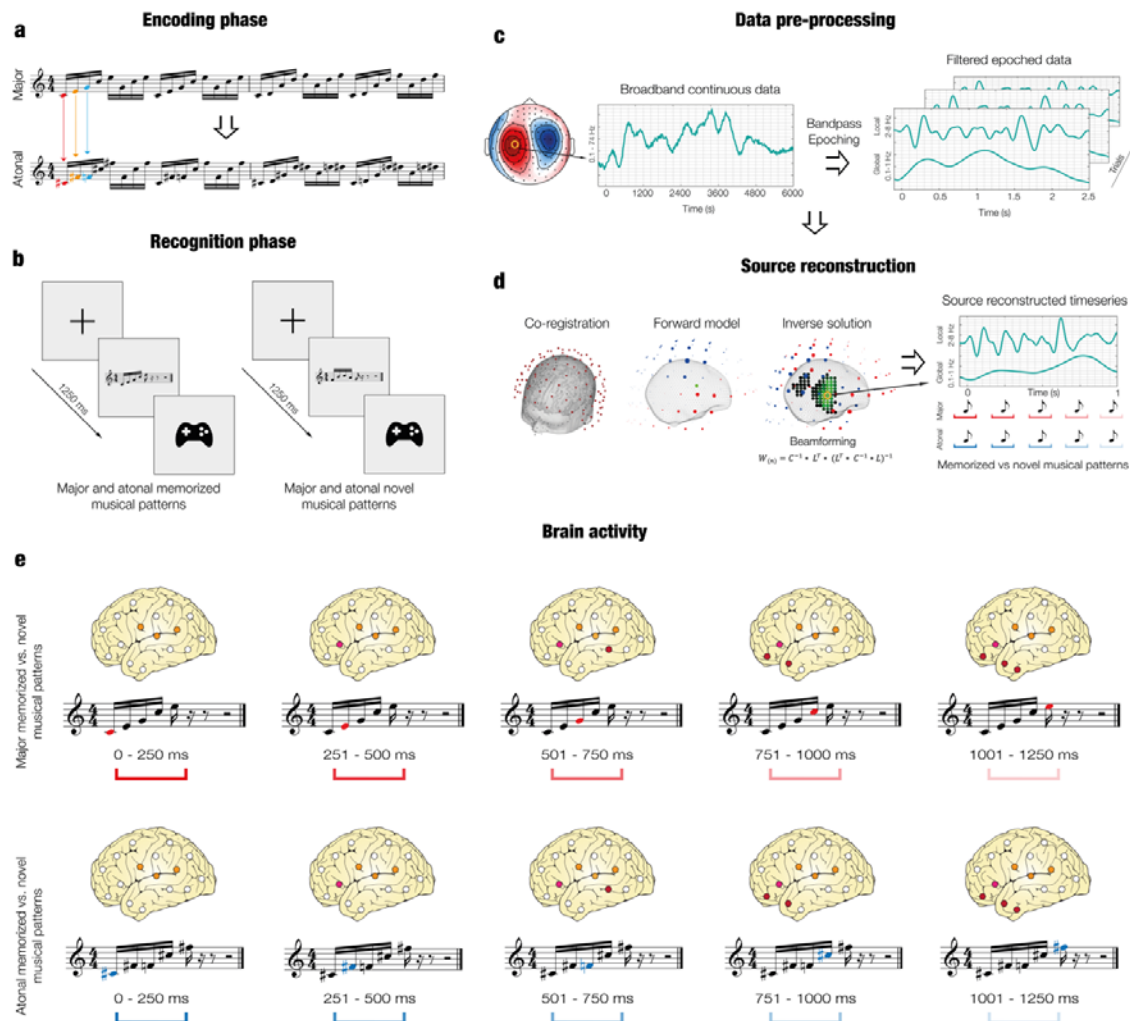 Encoding phase
a
Major
Atonal
Recognition phase
b
1250 ms
1250 ms
Major and atonal memorized
musical patterns
Major and atonal novel
musical patterns
Data pre-processing
c
Broadband continuous data
0.1 - 24 Hz
0 1200 2400 3600 4800 6000
Time (s)
Bandpass
Epoching
Filtered epoched data
Local
2-8 Hz
Global
0.1-1 Hz
0 0.5 1 1.5 2 2.5
Time (s)
Trials
Source reconstruction
d
Co-registration
Forward model
Inverse solution
Beamforming
W(n) = C⁻¹ * Lᵀ * (Lᵀ * C⁻¹ * L)⁻¹
Source reconstructed timeseries
Local
2-8 Hz
Global
0.1-1 Hz
0 Time (s) 1
Major
Atonal
Memorized vs novel musical patterns
Brain activity
e
Major memorized vs. novel
musical patterns
0 - 250 ms
251 - 500 ms
501 - 750 ms
751 - 1000 ms
1001 - 1250 ms
Atonal memorized vs. novel
musical patterns
0 - 250 ms
251 - 500 ms
501 - 750 ms
751 - 1000 ms
1001 - 1250 ms